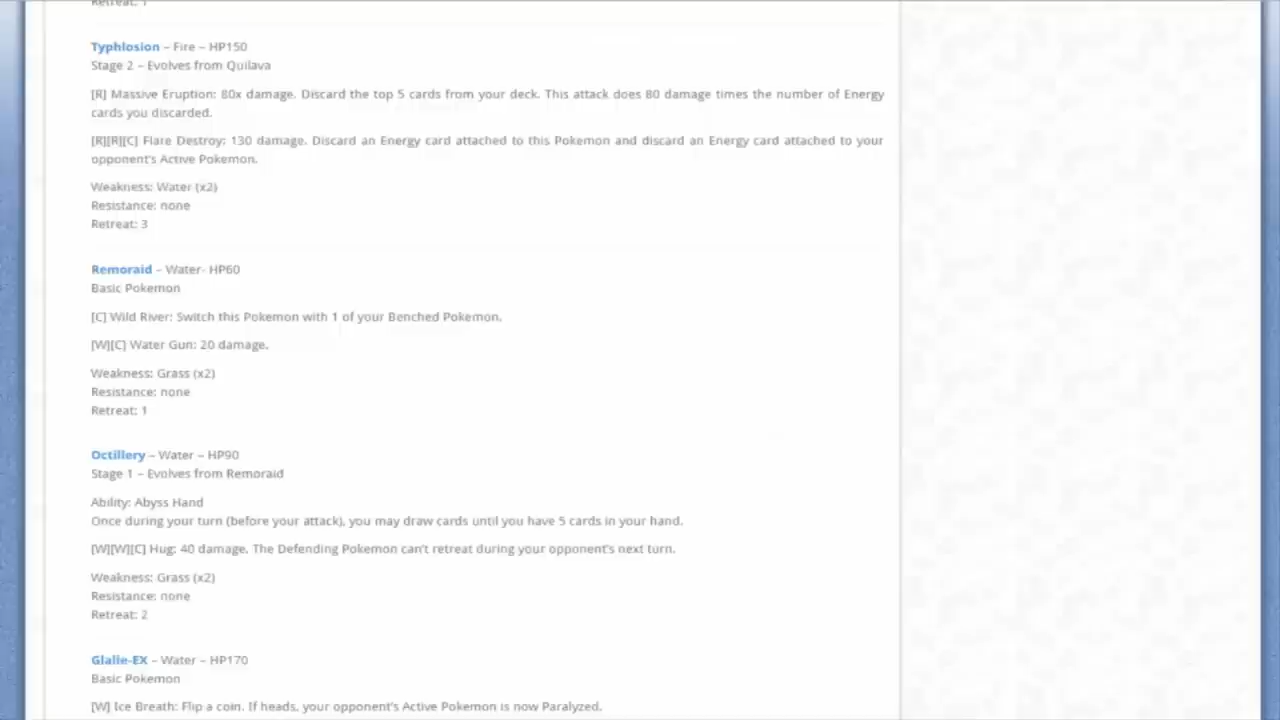 Retreat: 1
Typhlosion – Fire – HP150
Stage 2 – Evolves from Quilava
[R] Massive Eruption: 80x damage. Discard the top 5 cards from your deck. This attack does 80 damage times the number of Energy
cards you discarded.
[R][R][C] Flare Destroy: 130 damage. Discard an Energy card attached to this Pokemon and discard an Energy card attached to your
opponent's Active Pokemon.
Weakness: Water (x2)
Resistance: none
Retreat: 3
Remoraid – Water- HP60
Basic Pokemon
[C] Wild River: Switch this Pokemon with 1 of your Benched Pokemon.
[W][C] Water Gun: 20 damage.
Weakness: Grass (x2)
Resistance: none
Retreat: 1
Octillery – Water – HP90
Stage 1 – Evolves from Remoraid
Ability: Abyss Hand
Once during your turn (before your attack), you may draw cards until you have 5 cards in your hand.
[W][W][C] Hug: 40 damage. The Defending Pokemon can't retreat during your opponent's next turn.
Weakness: Grass (x2)
Resistance: none
Retreat: 2
Glalie-EX – Water – HP170
Basic Pokemon
[W] Ice Breath: Flip a coin. If heads, your opponent's Active Pokemon is now Paralyzed.